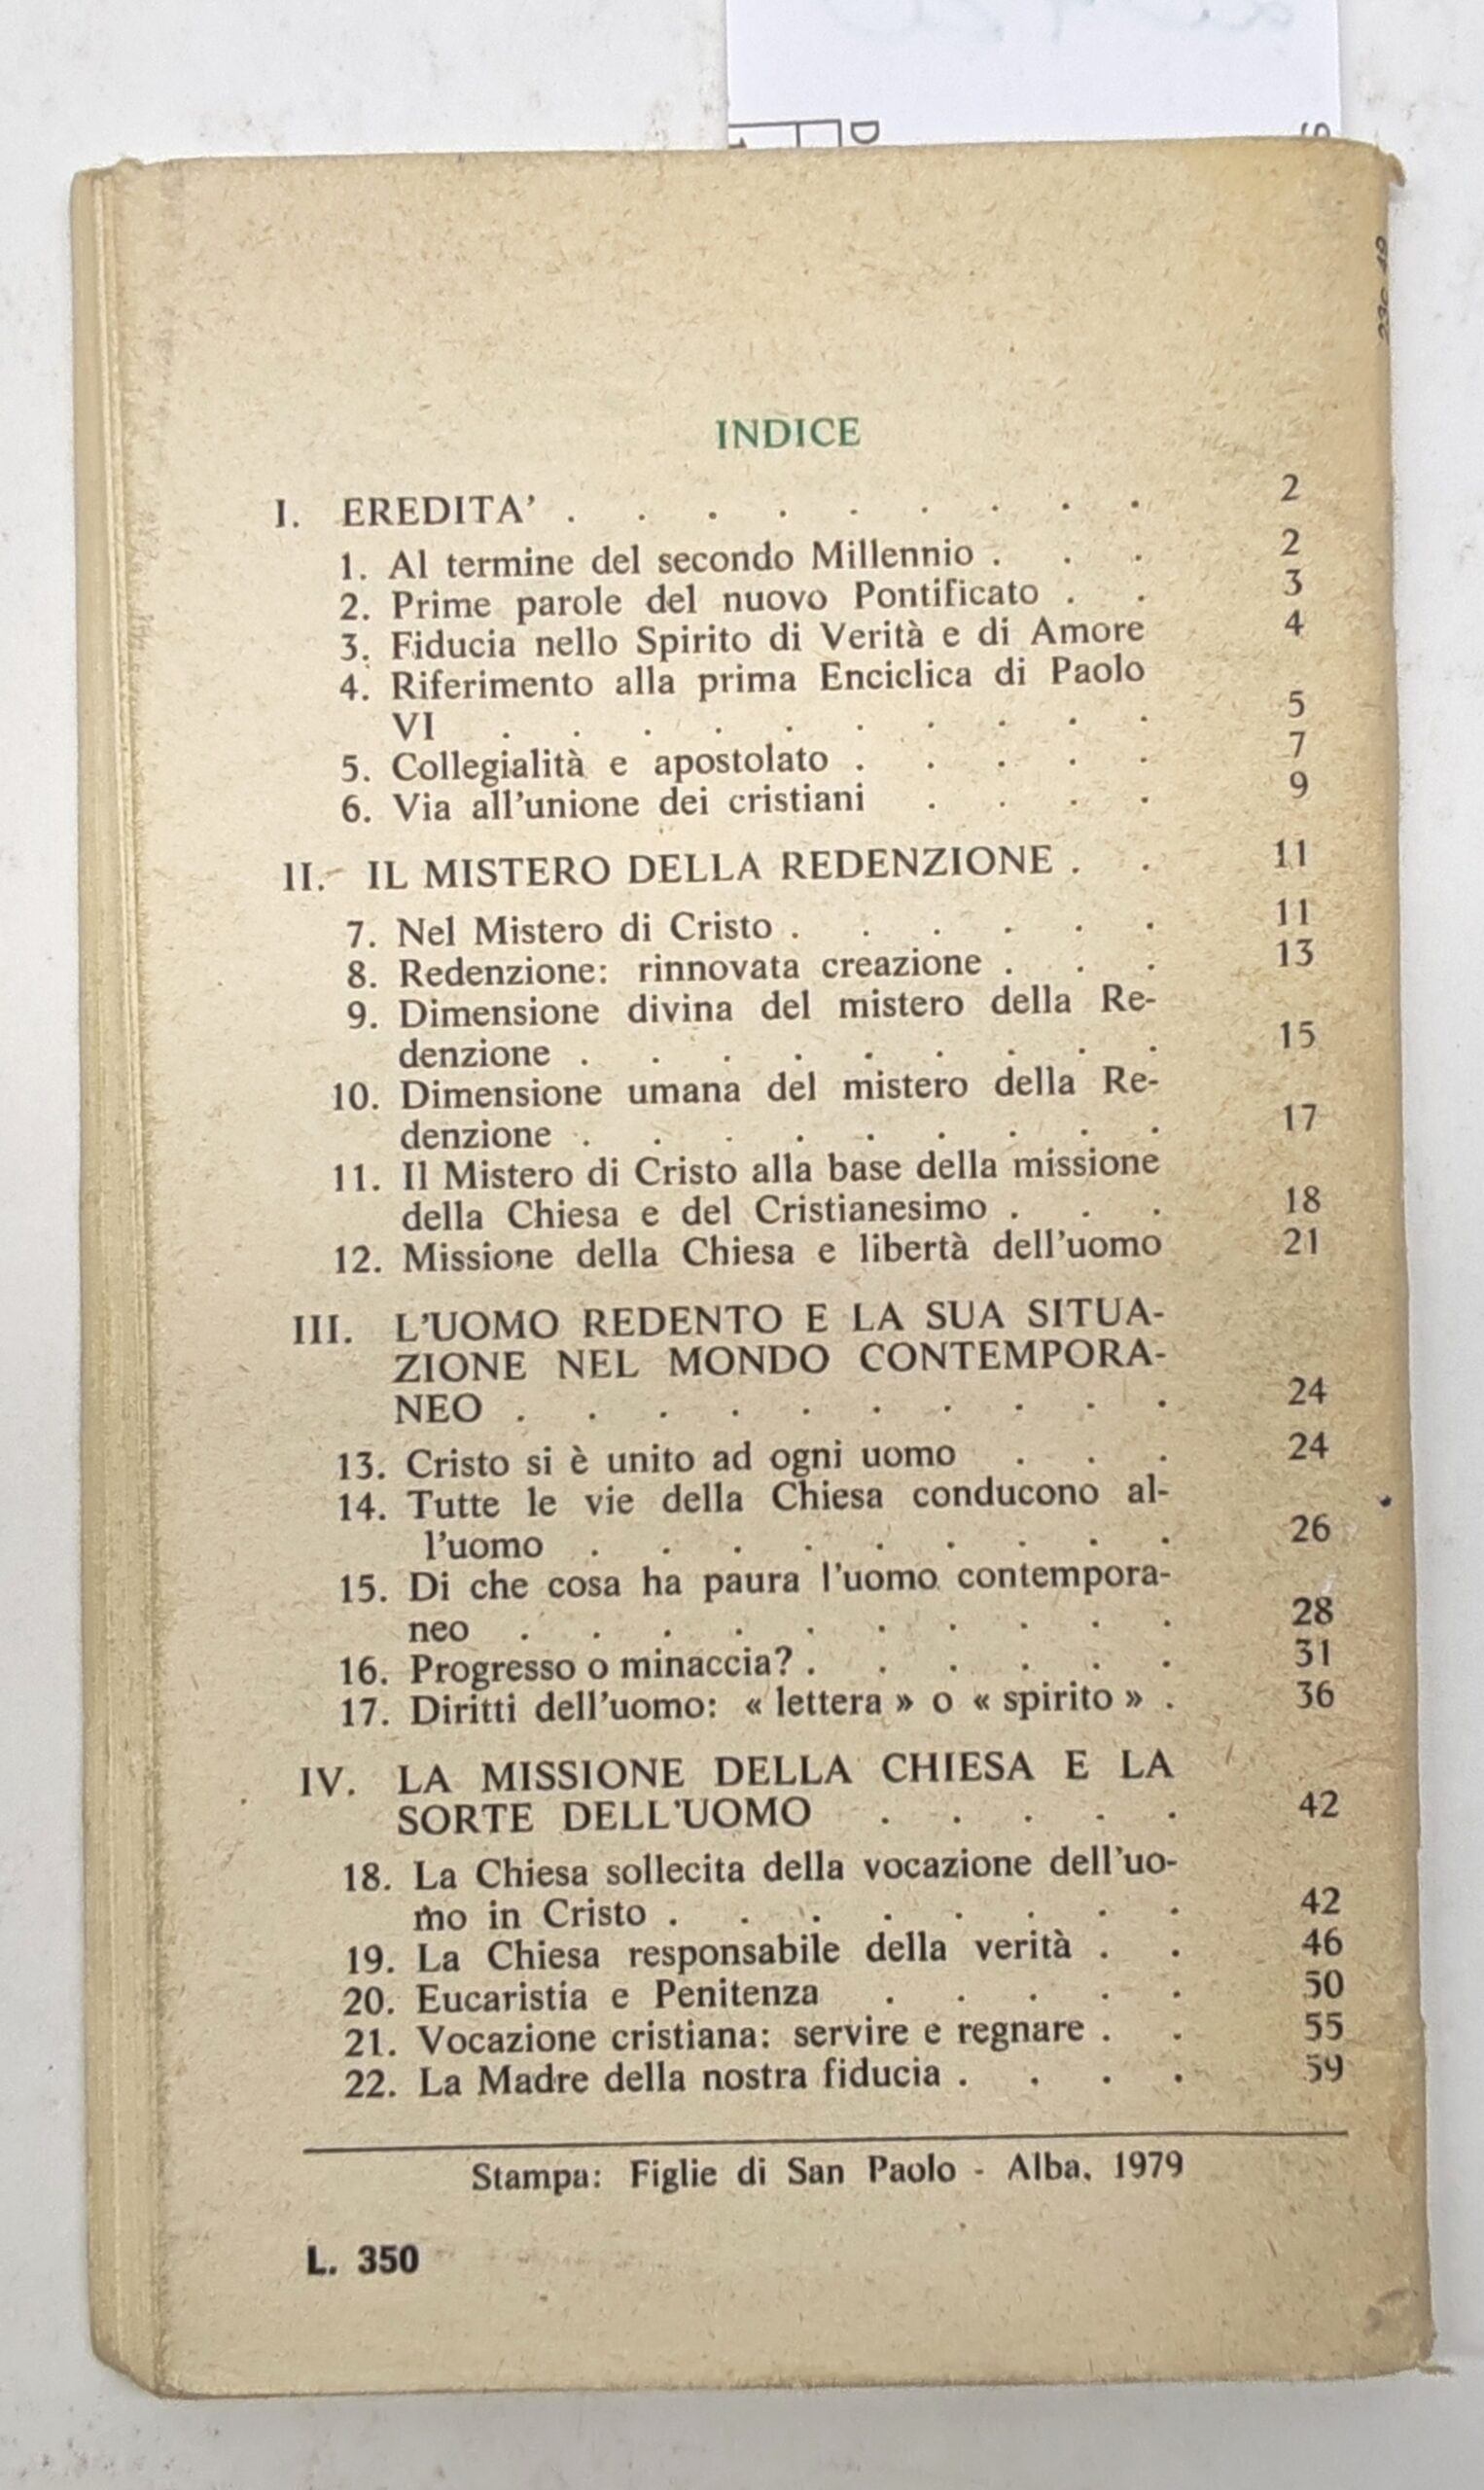 INDICE
I. EREDITA' . . . . . . . . . 2
1. Al termine del secondo Millennio . . . 2
2. Prime parole del nuovo Pontificato . . 3
3. Fiducia nello Spirito di Verità e di Amore 4
4. Riferimento alla prima Enciclica di Paolo
VI . . . . . . . . . . 5
5. Collegialità e apostolato . . . . . 7
6. Via all'unione dei cristiani . . . . 9
II. IL MISTERO DELLA REDENZIONE . . 11
7. Nel Mistero di Cristo . . . . . . 11
8. Redenzione: rinnovata creazione . . . 13
9. Dimensione divina del mistero della Re-
denzione . . . . . . . . . 15
10. Dimensione umana del mistero della Re-
denzione . . . . . . . . . 17
11. Il Mistero di Cristo alla base della missione
della Chiesa e del Cristianesimo . . . 18
12. Missione della Chiesa e libertà dell'uomo 21
III. L'UOMO REDENTO E LA SUA SITUA-
ZIONE NEL MONDO CONTEMPORA-
NEO . . . . . . . . . . 24
13. Cristo si è unito ad ogni uomo . . . 24
14. Tutte le vie della Chiesa conducono al-
l'uomo . . . . . . . . . 26
15. Di che cosa ha paura l'uomo contempora-
neo . . . . . . . . . . 28
16. Progresso o minaccia? . . . . . . 31
17. Diritti dell'uomo: « lettera » o « spirito » . 36
IV. LA MISSIONE DELLA CHIESA E LA
SORTE DELL'UOMO . . . . . 42
18. La Chiesa sollecita della vocazione dell'uo-
mo in Cristo . . . . . . . . 42
19. La Chiesa responsabile della verità . . 46
20. Eucaristia e Penitenza . . . . . 50
21. Vocazione cristiana: servire e regnare . . 55
22. La Madre della nostra fiducia . . . . 59
Stampa: Figlie di San Paolo - Alba, 1979
L. 350